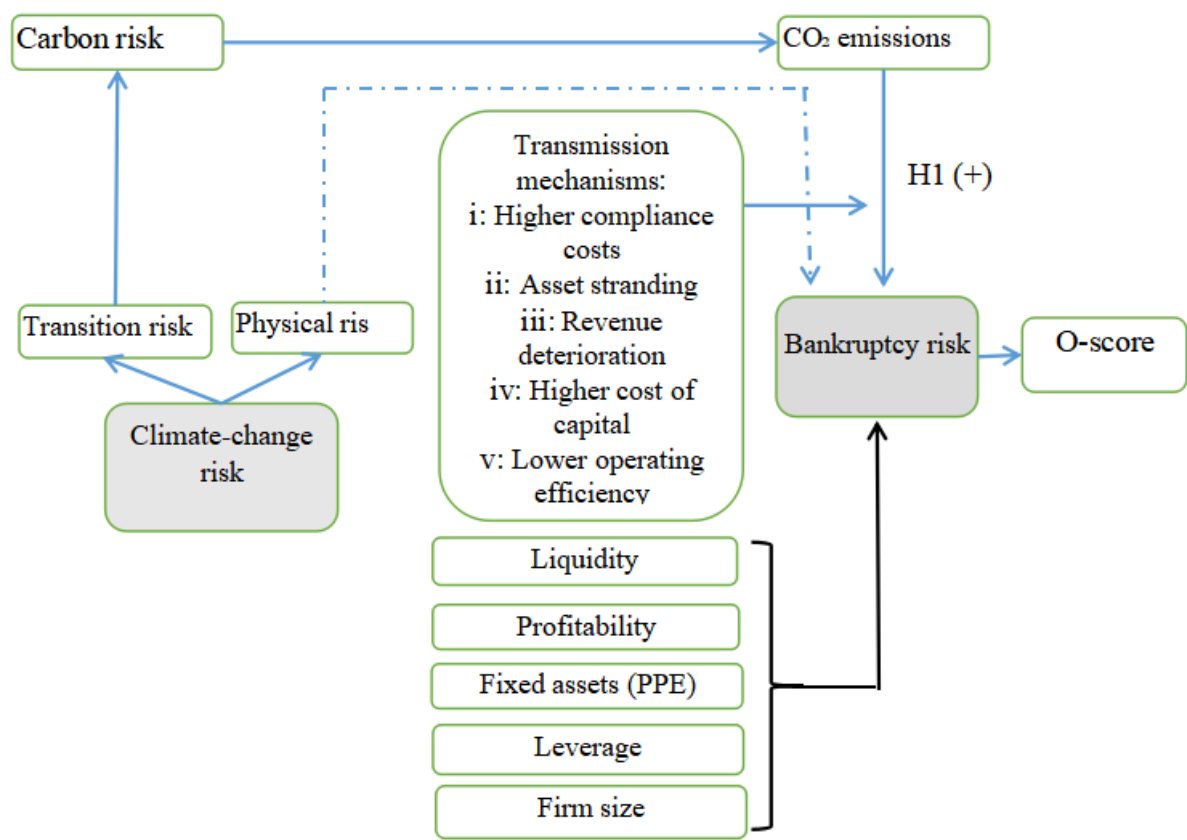 Carbon risk
CO₂ emissions
Transmission
mechanisms:
i: Higher compliance
costs
ii: Asset stranding
iii: Revenue
deterioration
iv: Higher cost of
capital
v: Lower operating
efficiency
H1 (+)
Transition risk
Physical ris
Bankruptcy risk
O-score
Climate-change
risk
Liquidity
Profitability
Fixed assets (PPE)
Leverage
Firm size